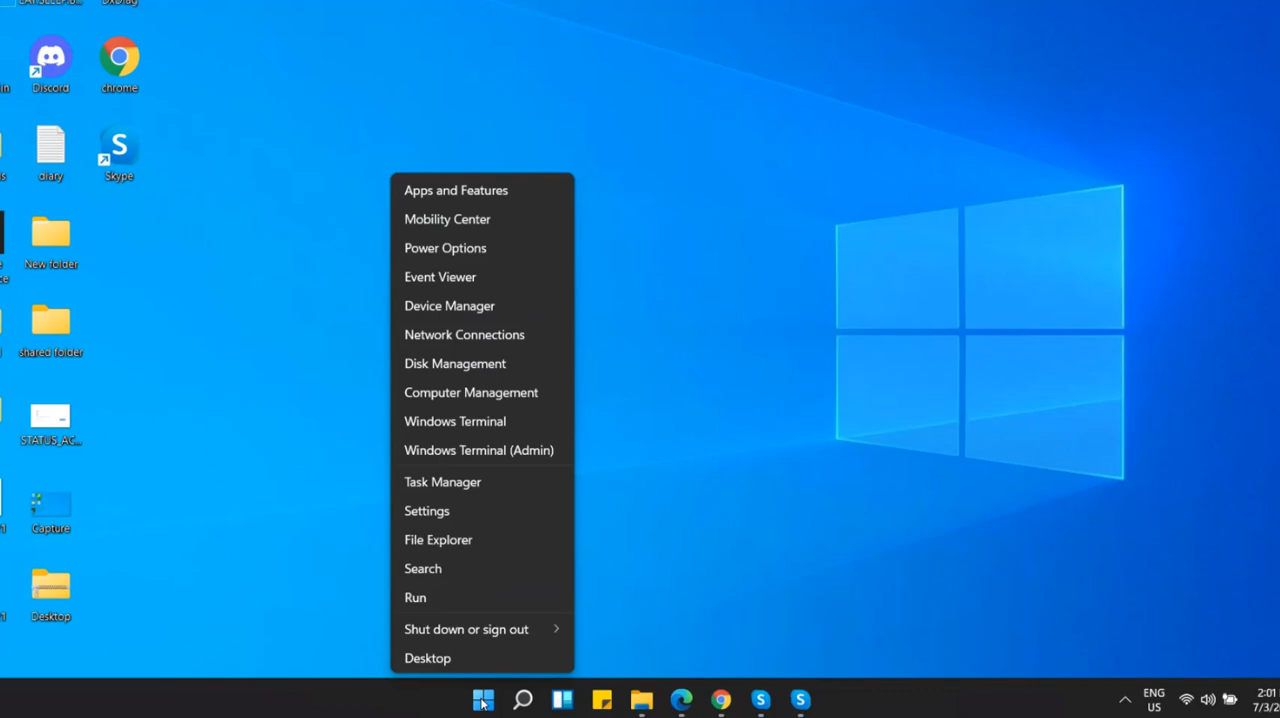 Discord
chrome
diary
Skype
New folder
shared folder
STATUS_AC...
Capture
Desktop
Apps and Features
Mobility Center
Power Options
Event Viewer
Device Manager
Network Connections
Disk Management
Computer Management
Windows Terminal
Windows Terminal (Admin)
Task Manager
Settings
File Explorer
Search
Run
Shut down or sign out
Desktop
ENG
US
2:01
7/3/2